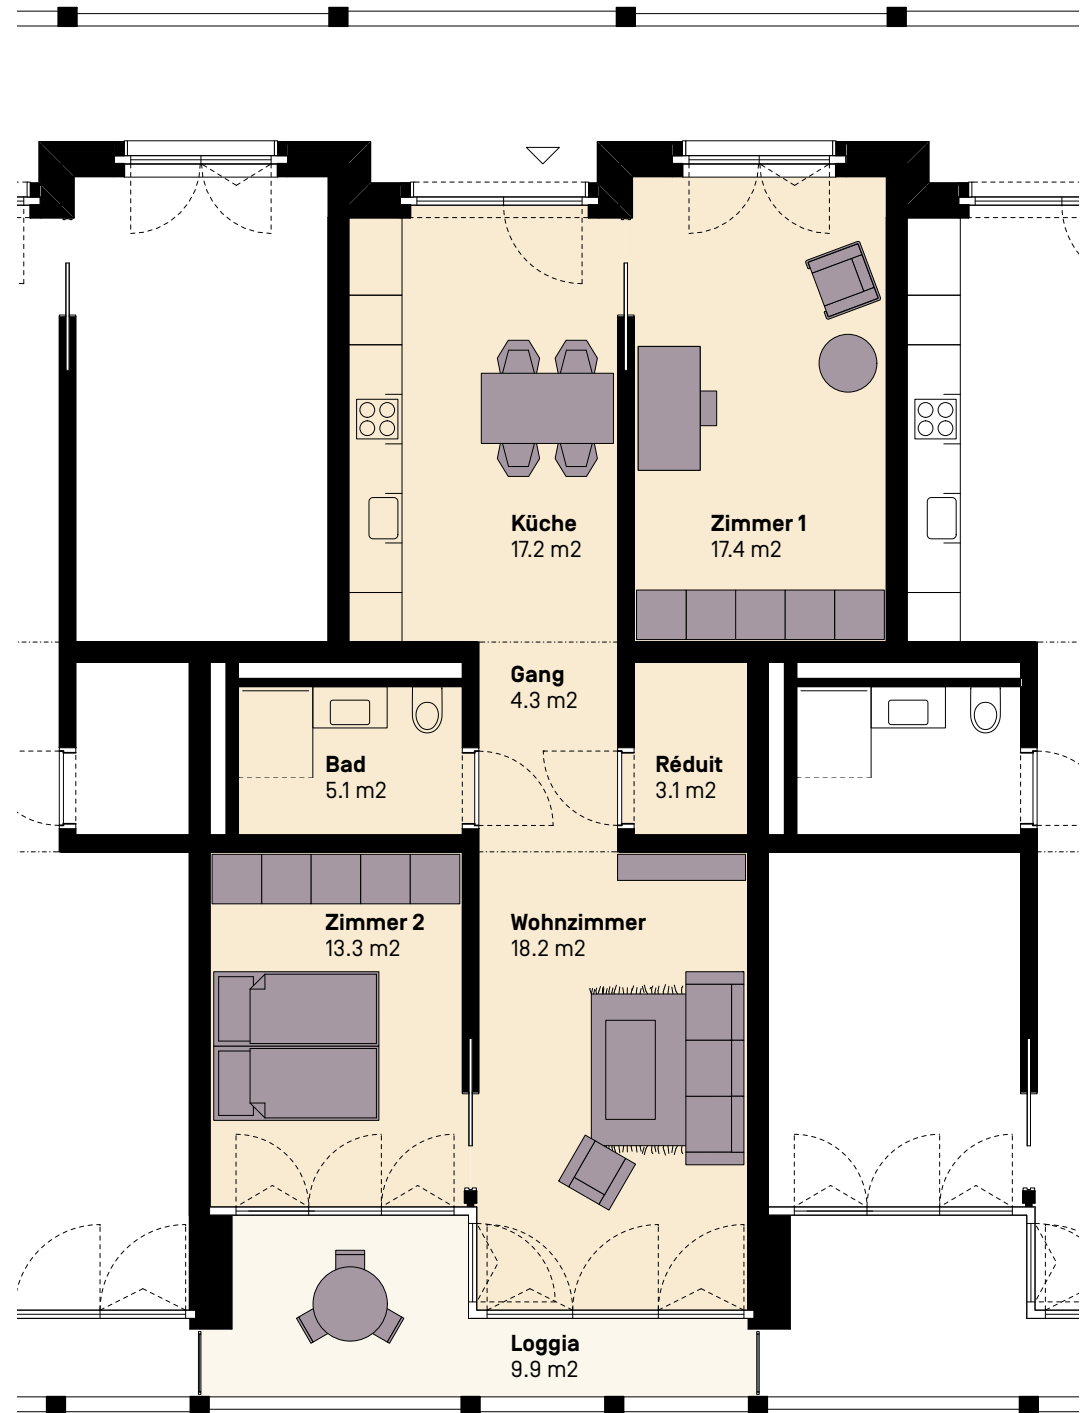 Küche
17.2 m2
Zimmer 1
17.4 m2
Gang
4.3 m2
Bad
5.1 m2
Réduit
3.1 m2
Zimmer 2
13.3 m2
Wohnzimmer
18.2 m2
Loggia
9.9 m2